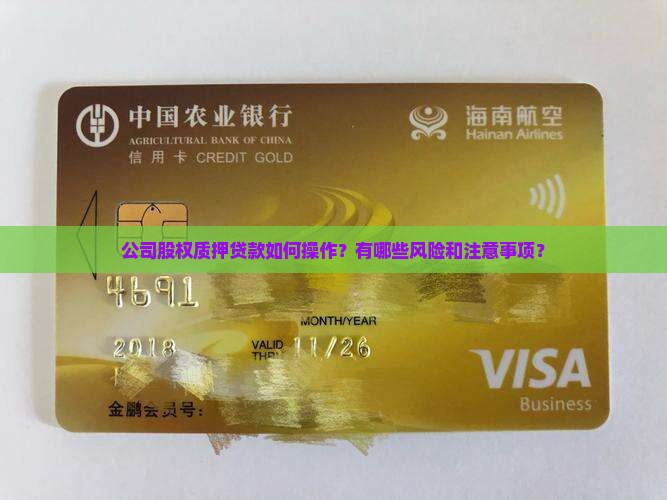 中国农业银行
AGRICULTURAL BANK OF CHINA
信用卡 CREDIT GOLD
海南航空
Hainan Airlines
公司股权质押贷款如何操作？有哪些风险和注意事项？
4691
MONTH/YEAR
2018
VALID
THRU 11/26
VISA
Business
金鹏会员号：